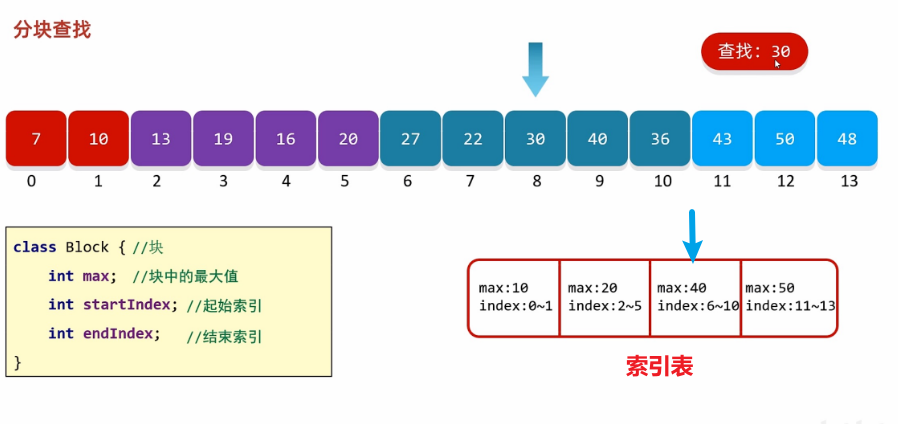 分块查找
查找：30
7 10 13 19 16 20 27 22 30 40 36 43 50 48
0 1 2 3 4 5 6 7 8 9 10 11 12 13
class Block { //块
int max; //块中的最大值
int startIndex; //起始索引
int endIndex; //结束索引
}
max:10 max:20 max:40 max:50
index:0~1 index:2~5 index:6~10 index:11~13
索引表